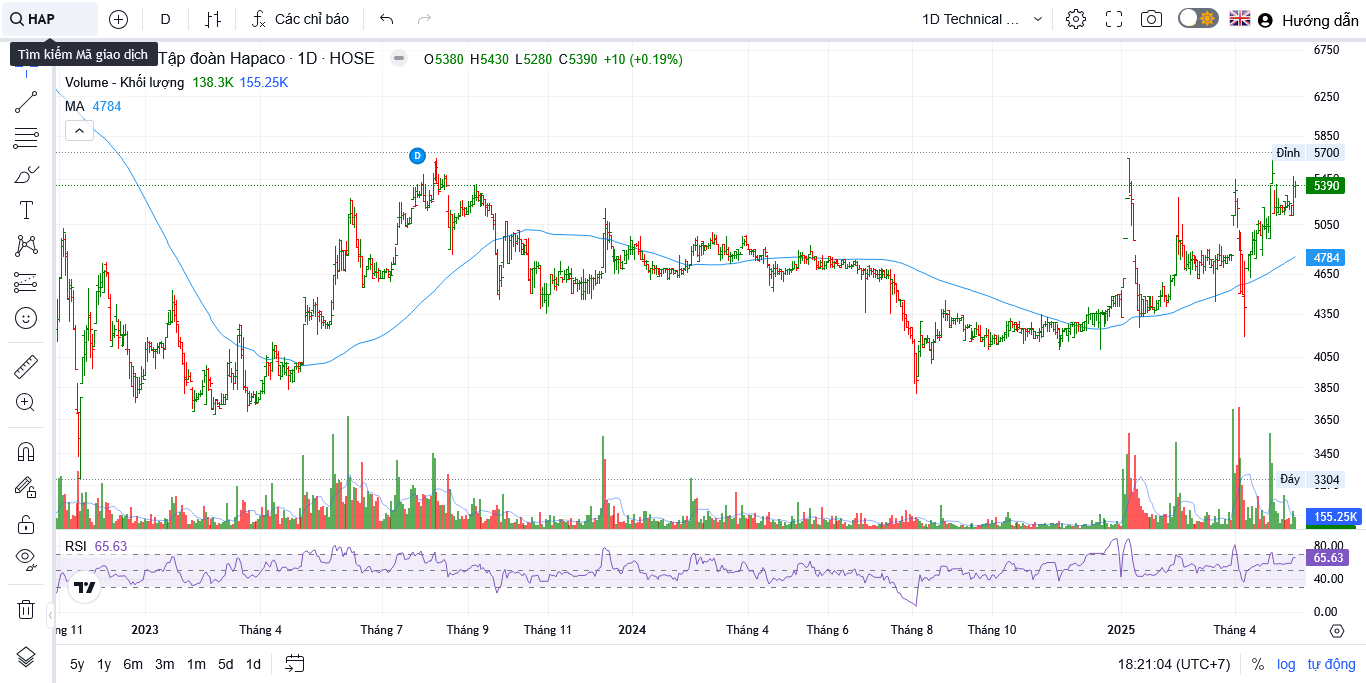 HAP
D
Các chỉ báo
1D Technical ...
Hướng dẫn
Tìm kiếm Mã giao dịch
Tập đoàn Hapaco · 1D · HOSE
O5380 H5430 L5280 C5390 +10 (+0.19%)
Volume - Khối lượng 138.3K 155.25K
MA 4784
D
6750
6250
5850
Đỉnh 5700
5390
5050
4784
4650
4350
4050
3850
3650
3450
Đáy 3304
155.25K
RSI 65.63
80.00
65.63
40.00
0.00
ng 11 2023 Tháng 4 Tháng 7 Tháng 9 Tháng 11 2024 Tháng 4 Tháng 6 Tháng 8 Tháng 10 2025 Tháng 4
5y 1y 6m 3m 1m 5d 1d
18:21:04 (UTC+7) % log tự động